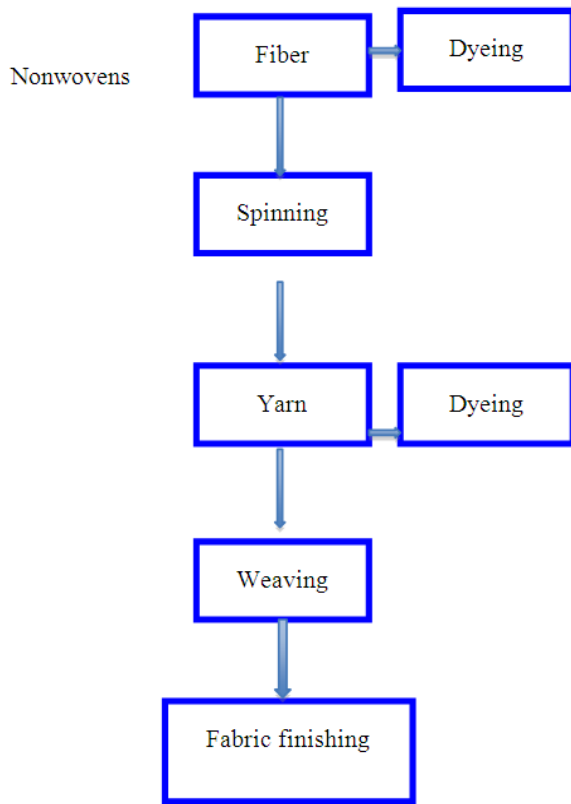 Fiber
Dyeing
Nonwovens
Spinning
Yarn
Dyeing
Weaving
Fabric finishing